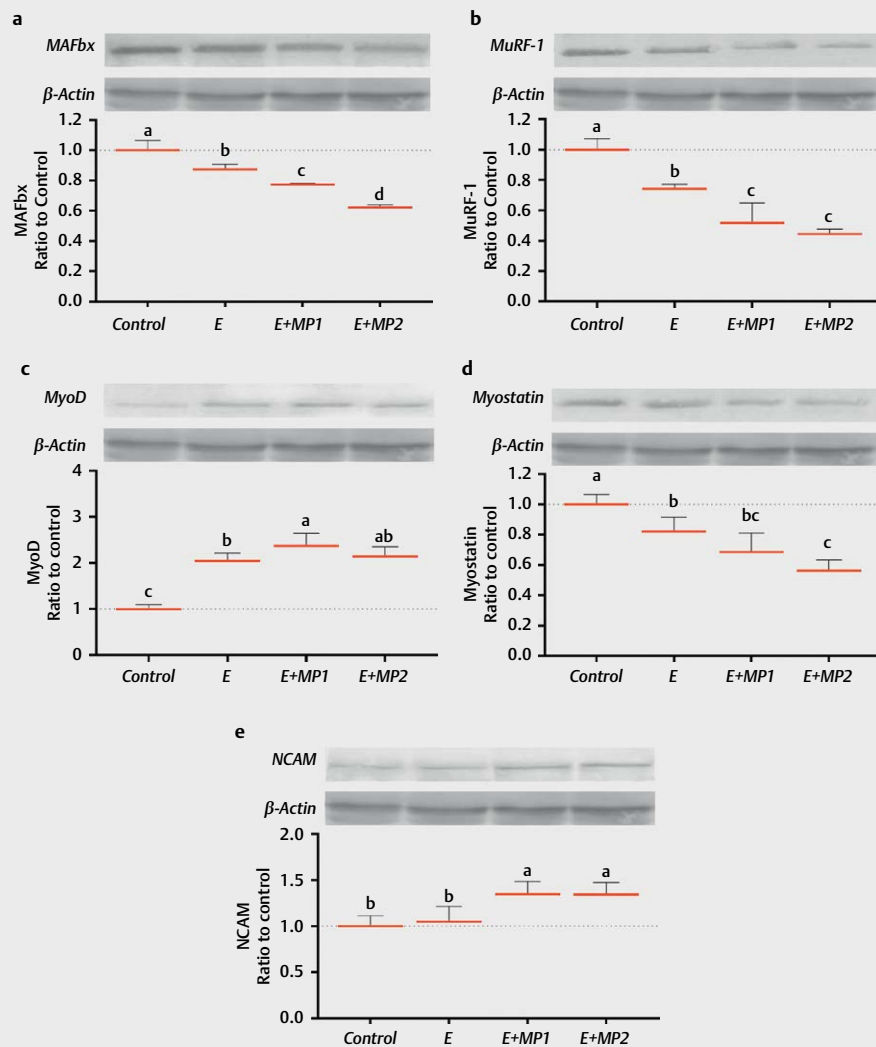 a
MAFbx
β-Actin
MAFbx
Ratio to Control
1.2
1.0
0.8
0.6
0.4
0.2
0.0
a
b
c
d
Control E E+MP1 E+MP2
b
MuRF-1
β-Actin
MuRF-1
Ratio to Control
1.2
1.0
0.8
0.6
0.4
0.2
0.0
a
b
c
c
Control E E+MP1 E+MP2
c
MyoD
β-Actin
MyoD
Ratio to control
4
3
2
1
0
c
b
a
ab
Control E E+MP1 E+MP2
d
Myostatin
β-Actin
Myostatin
Ratio to control
1.2
1.0
0.8
0.6
0.4
0.2
0.0
a
b
bc
c
Control E E+MP1 E+MP2
e
NCAM
β-Actin
NCAM
Ratio to control
2.0
1.5
1.0
0.5
0.0
b
b
a
a
Control E E+MP1 E+MP2